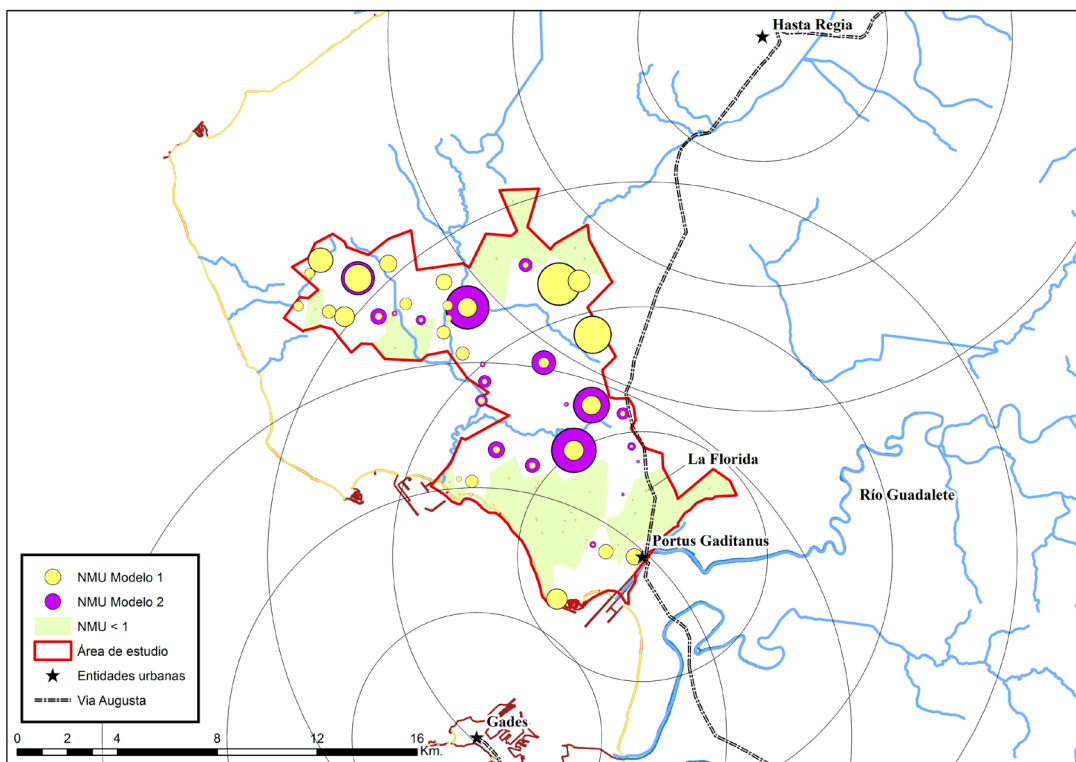 Hasta Regia
La Florida
Río Guadalete
Portus Gaditanus
Gades
NMU Modelo 1
NMU Modelo 2
NMU < 1
Área de estudio
Entidades urbanas
Via Augusta
0 2 4 8 12 16
Km.